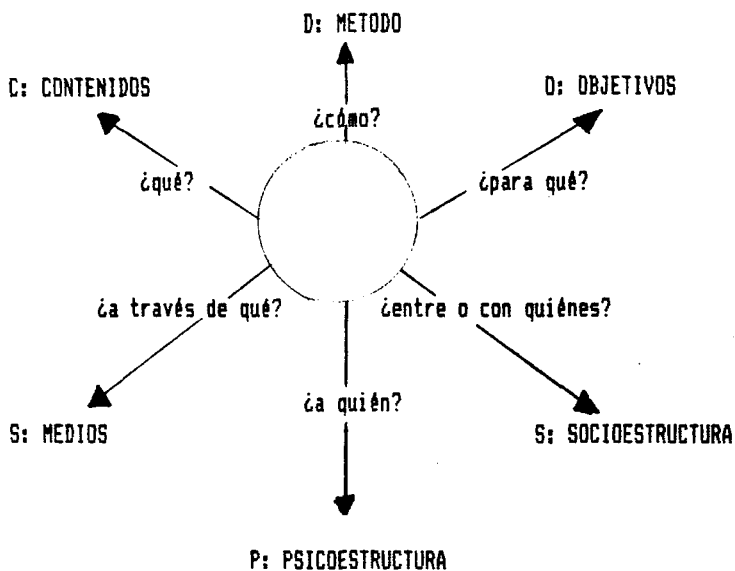 D: METODO
C: CONTENIDOS
O: OBJETIVOS
¿cómo?
¿qué?
¿para qué?
¿a través de qué?
¿entre o con quiénes?
¿a quién?
S: MEDIOS
S: SOCIOESTRUCTURA
P: PSICOESTRUCTURA